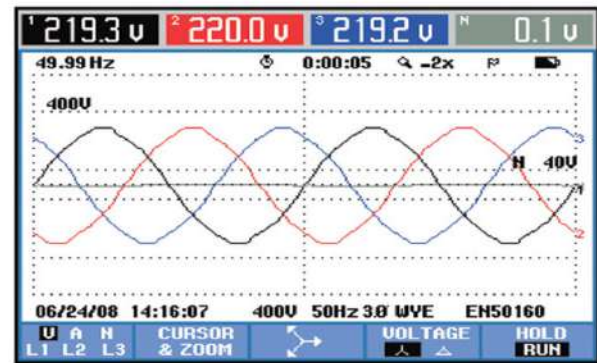 1 219.3 U 2 220.0 U 3 219.2 U N 0.1 U
49.99 Hz 0:00:05 -2x
400V
3
N 40V
1
2
06/24/08 14:16:07 400V 50Hz 3.0 WYE EN50160
U A N
L1 L2 L3
CURSOR
& ZOOM
VOLTAGE
HOLD
RUN